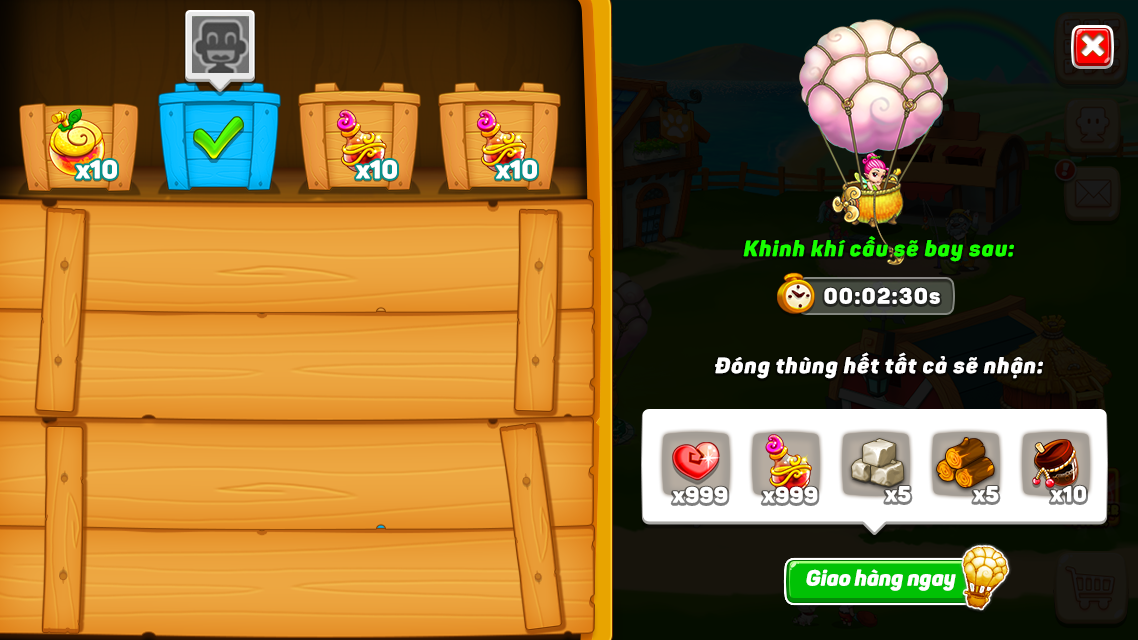 x10
x10
x10
Khinh khí cầu sẽ bay sau:
00:02:30s
Đóng thùng hết tất cả sẽ nhận:
x999
x999
x5
x5
x10
Giao hàng ngay